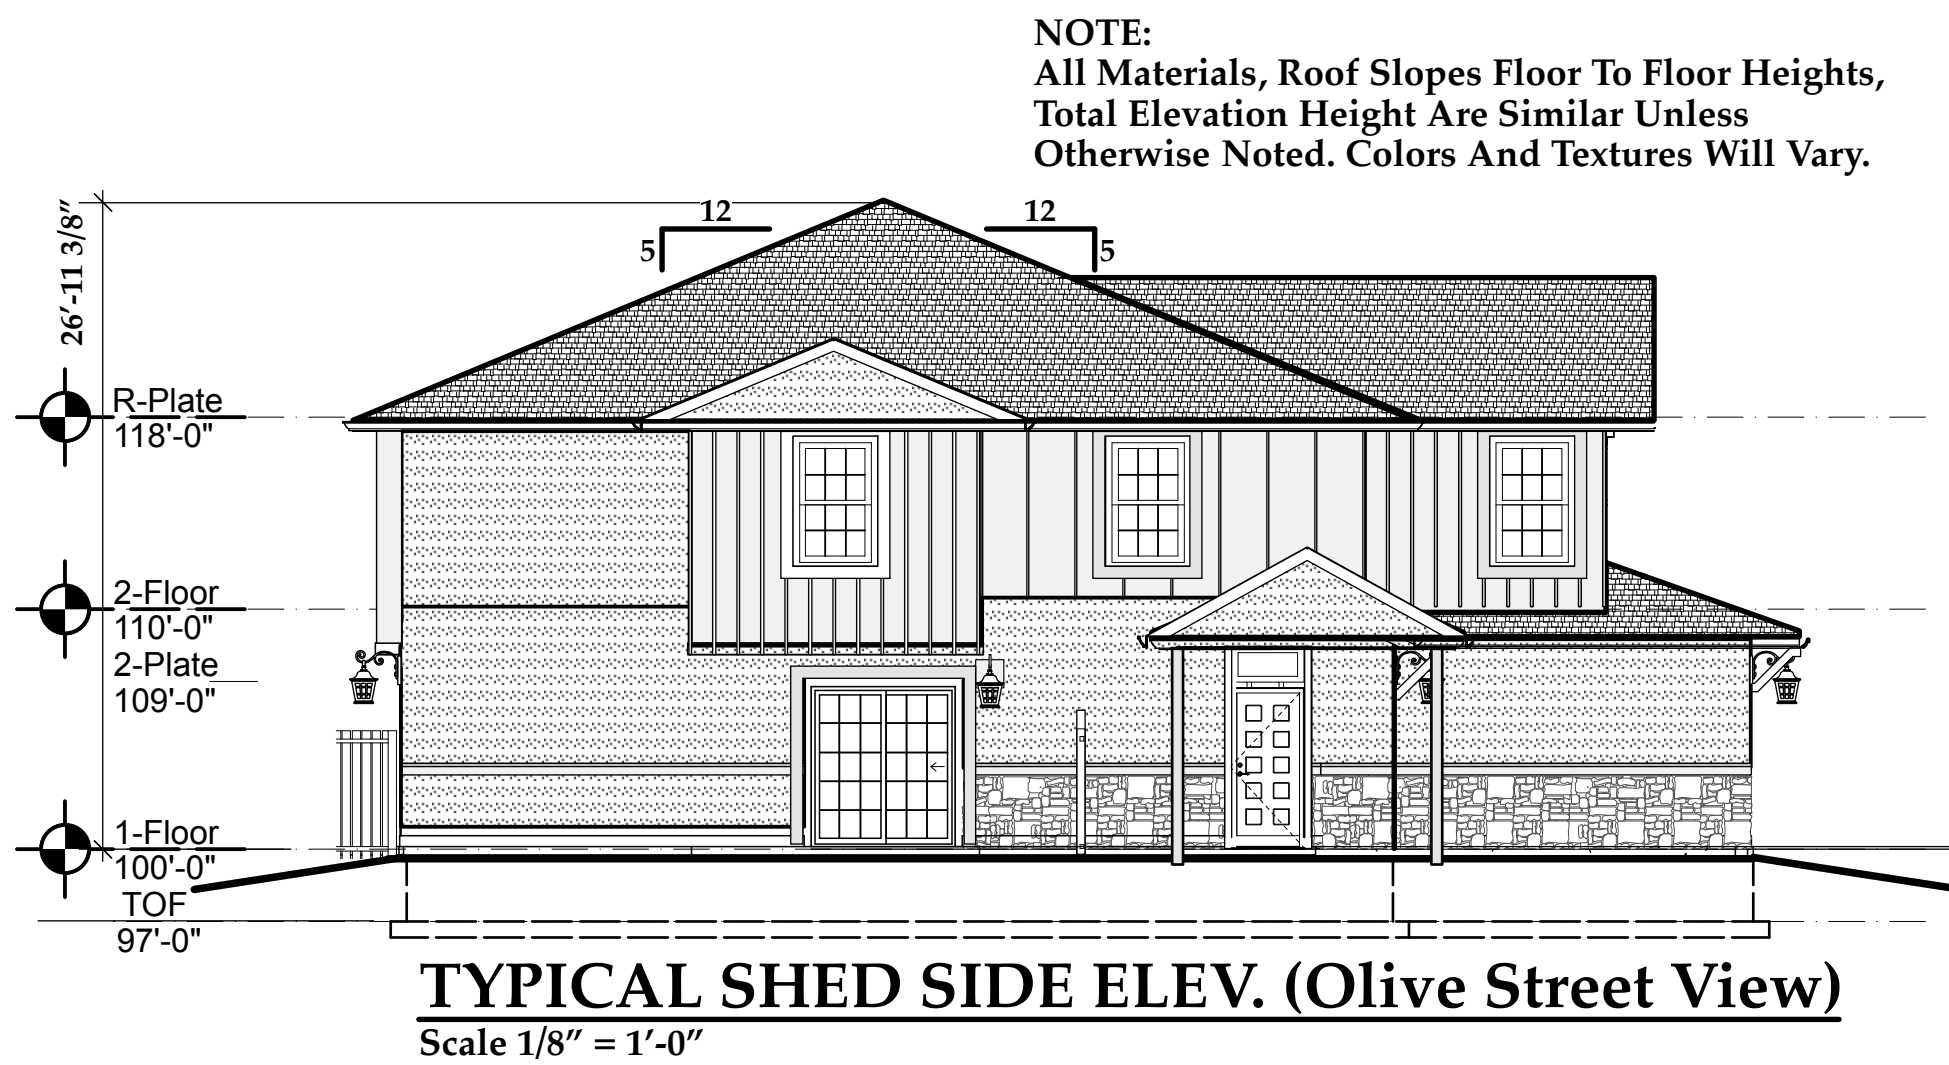 NOTE:
All Materials, Roof Slopes Floor To Floor Heights,
Total Elevation Height Are Similar Unless
Otherwise Noted. Colors And Textures Will Vary.
26'-11 3/8"
12
5
12
5
R-Plate
118'-0"
2-Floor
110'-0"
2-Plate
109'-0"
1-Floor
100'-0"
TOF
97'-0"
TYPICAL SHED SIDE ELEV. (Olive Street View)
Scale 1/8" = 1'-0"